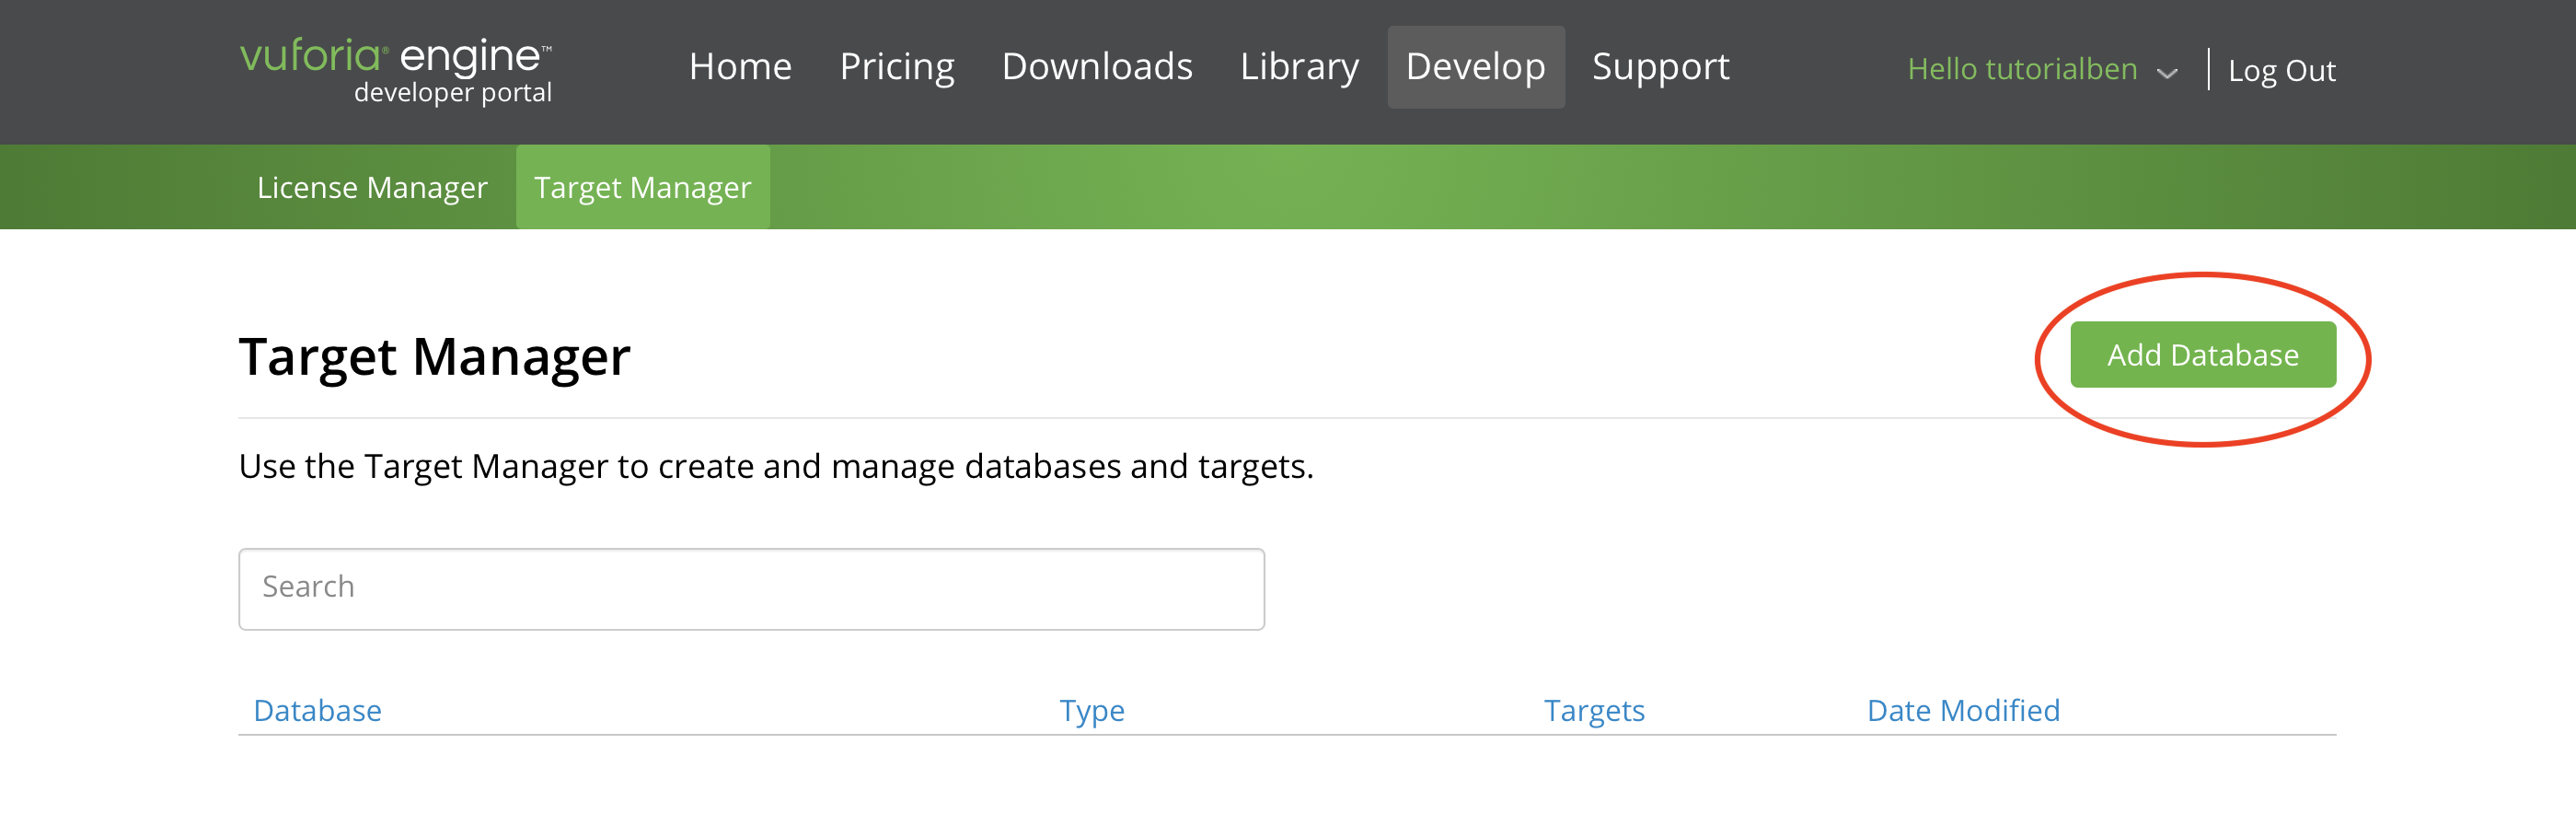 vuforia® engine™
developer portal
Home Pricing Downloads Library Develop Support
Hello tutorialben
Log Out
License Manager Target Manager
Target Manager
Add Database
Use the Target Manager to create and manage databases and targets.
Search
Database Type Targets Date Modified